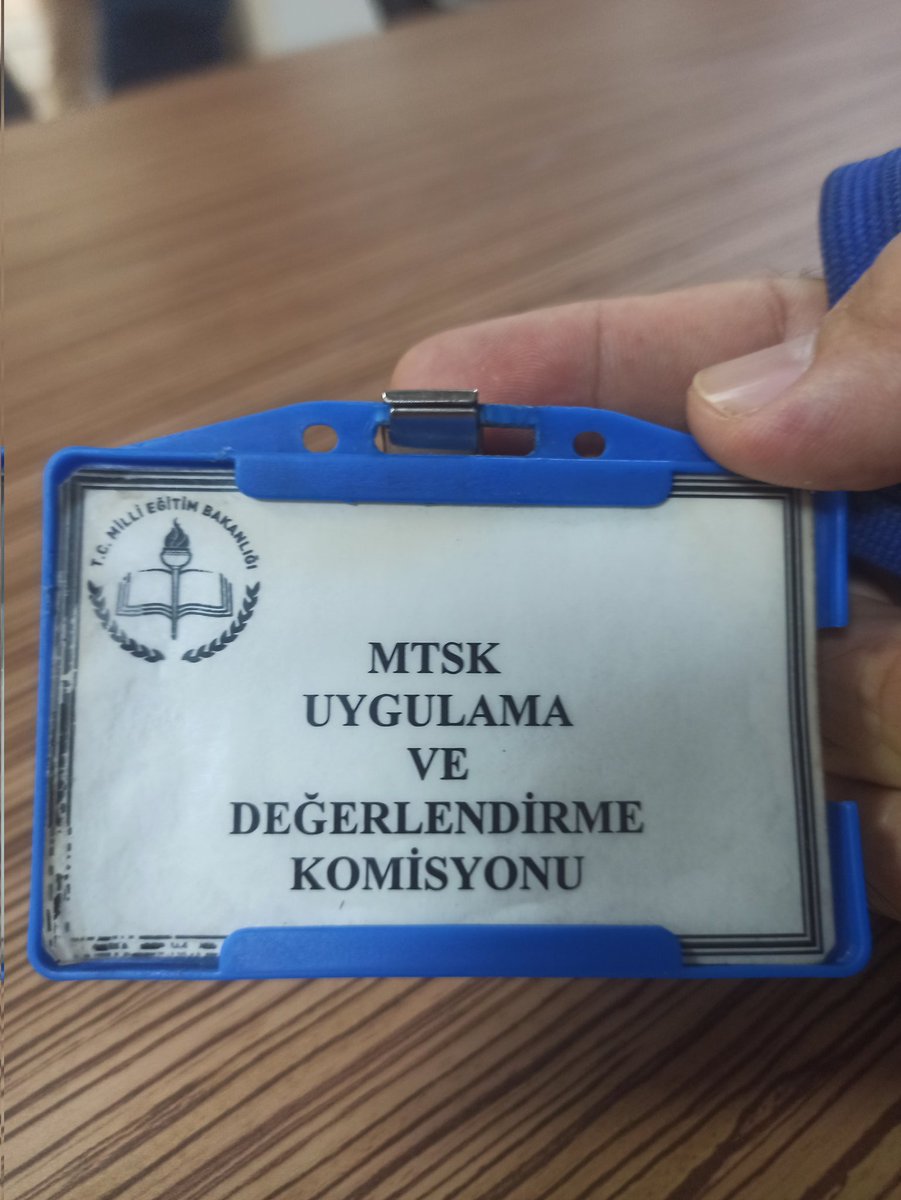 T.C. MİLLİ EĞİTİM BAKANLIĞI
MTSK
UYGULAMA
VE
DEĞERLENDİRME
KOMİSYONU